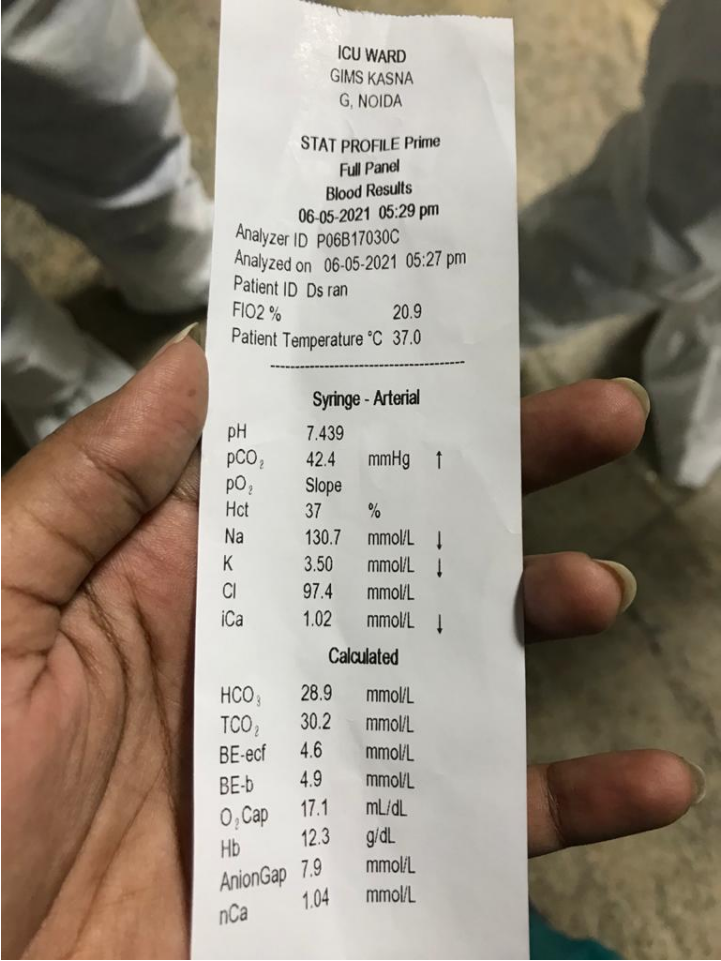 ICU WARD
GIMS KASNA
G, NOIDA
STAT PROFILE Prime
Full Panel
Blood Results
06-05-2021 05:29 pm
Analyzer ID P06B17030C
Analyzed on 06-05-2021 05:27 pm
Patient ID Ds ran
FIO2 % 20.9
Patient Temperature °C 37.0
Syringe - Arterial
pH 7.439
pCO₂ 42.4 mmHg ↑
pO₂ Slope
Hct 37 %
Na 130.7 mmol/L ↓
K 3.50 mmol/L ↓
Cl 97.4 mmol/L
iCa 1.02 mmol/L ↓
Calculated
HCO₃ 28.9 mmol/L
TCO₂ 30.2 mmol/L
BE-ecf 4.6 mmol/L
BE-b 4.9 mmol/L
O₂Cap 17.1 mL/dL
Hb 12.3 g/dL
AnionGap 7.9 mmol/L
nCa 1.04 mmol/L